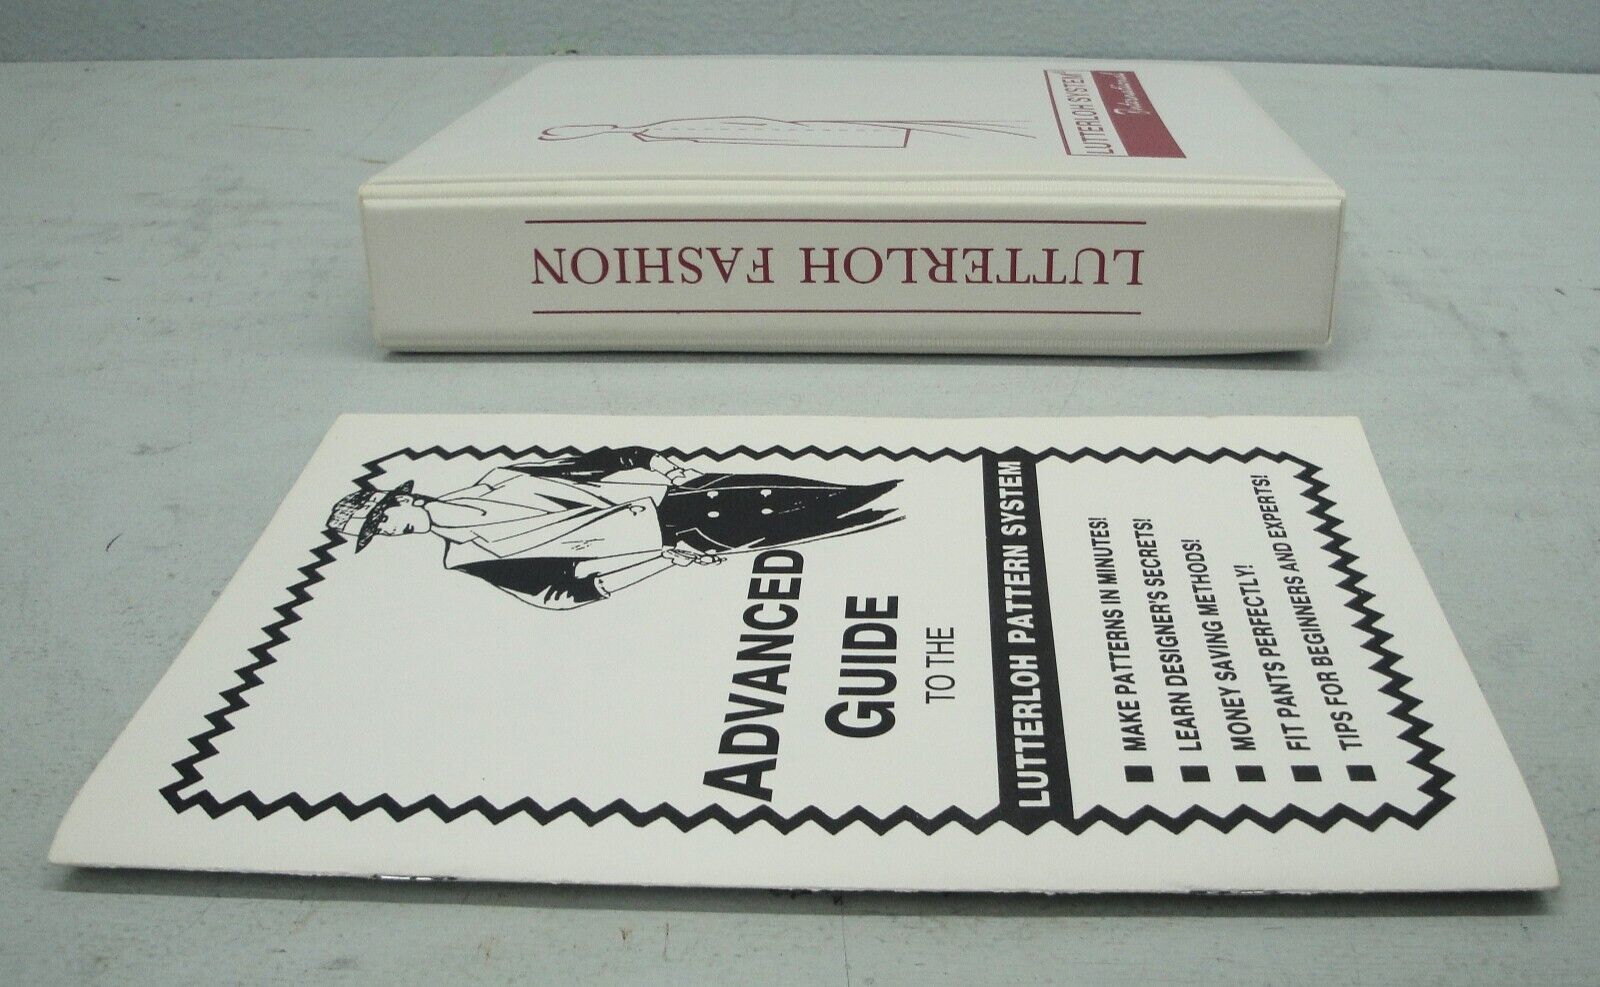 LUTTERLOH SYSTEM
International
LUTTERLOH FASHION
ADVANCED
GUIDE
TO THE
LUTTERLOH PATTERN SYSTEM
■ MAKE PATTERNS IN MINUTES!
■ LEARN DESIGNER'S SECRETS!
■ MONEY SAVING METHODS!
■ FIT PANTS PERFECTLY!
■ TIPS FOR BEGINNERS AND EXPERTS!